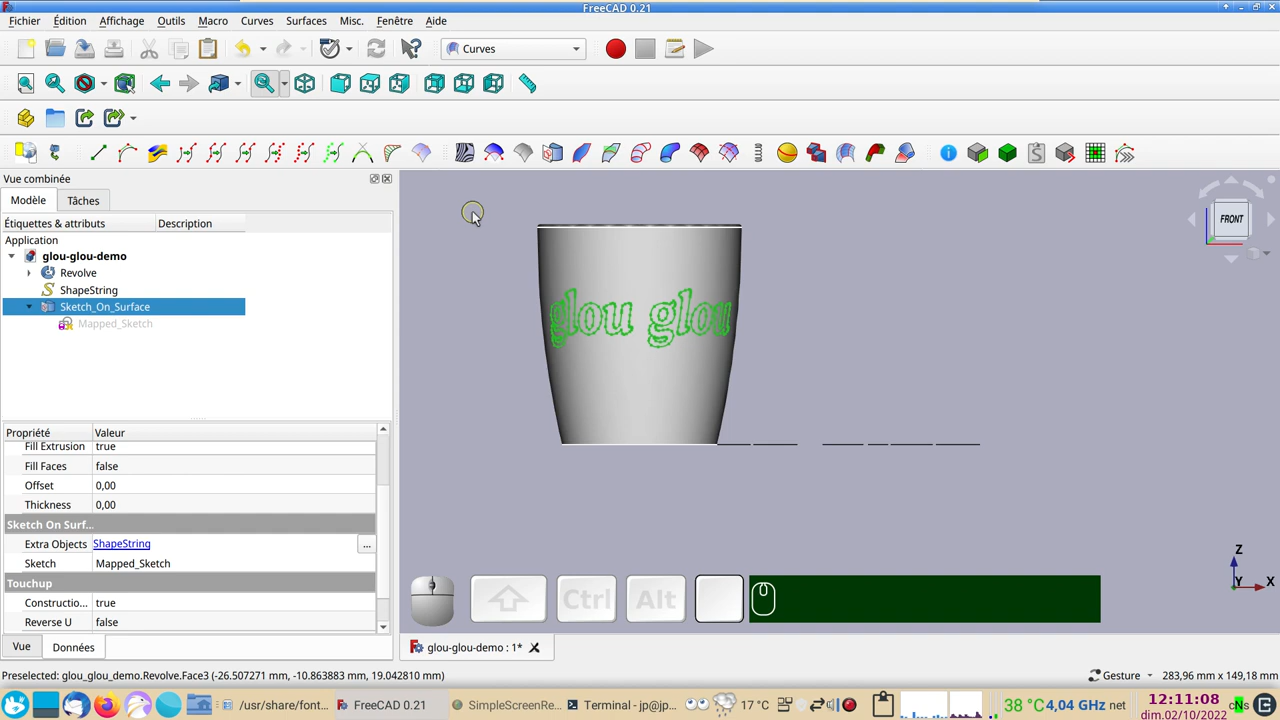 FreeCAD 0.21
Fichier Édition Affichage Outils Macro Curves Surfaces Misc. Fenêtre Aide
Curves
Vue combinée
Modèle Tâches
Étiquettes & attributs Description
Application
glou-glou-demo
Revolve
ShapeString
Sketch_On_Surface
Mapped_Sketch
Propriété Valeur
Fill Extrusion true
Fill Faces false
Offset 0,00
Thickness 0,00
Sketch On Surf...
Extra Objects ShapeString ...
Sketch Mapped_Sketch
Touchup
Constructio... true
Reverse U false
Vue Données
glou glou
FRONT
Z
Y X
Ctrl Alt
glou-glou-demo : 1*
Preselected: glou_glou_demo.Revolve.Face3 (-26.507271 mm, -10.863883 mm, 19.042810 mm)
Gesture 283,96 mm x 149,18 mm
/usr/share/font... FreeCAD 0.21 SimpleScreenRe... Terminal - jp@jp... 17 °C 38 °C 4,04 GHz net 12:11:08
dim.02/10/2022
cNs